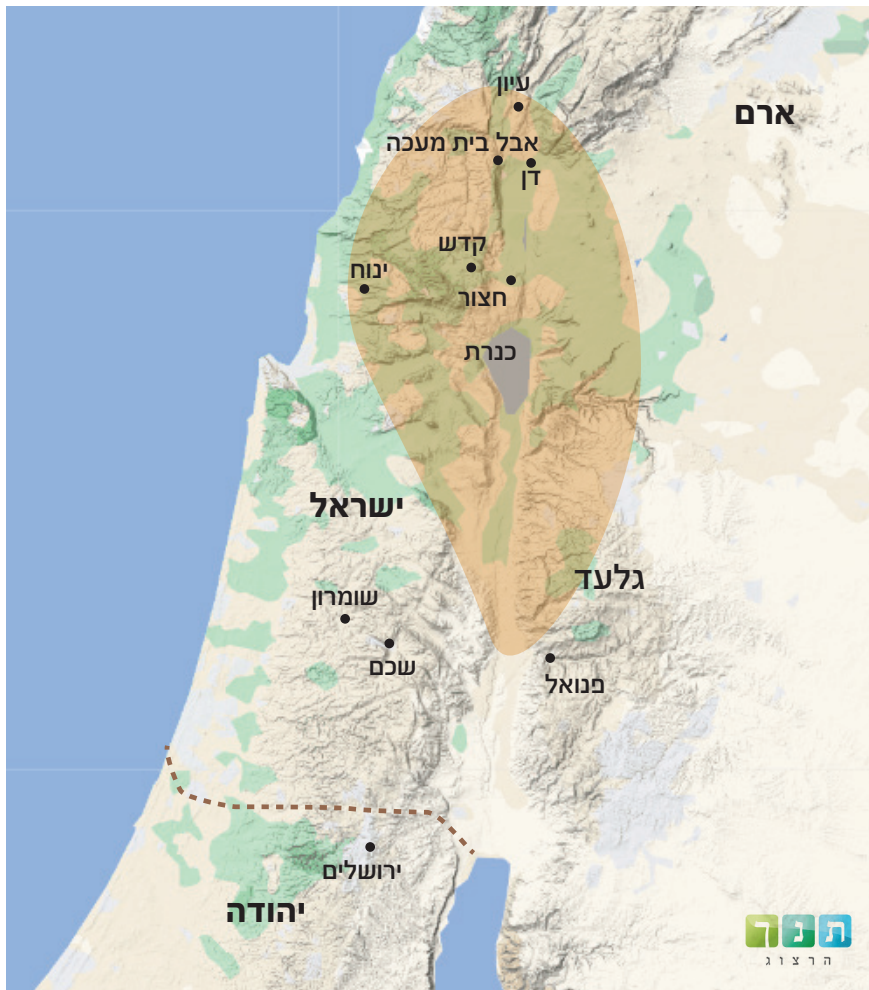 עיון
ארם
אבל בית מעכה
דן
קדש
ינוח
חצור
כנרת
ישראל
גלעד
שומרון
שכם
פנואל
ירושלים
יהודה
תנך
הרצוג